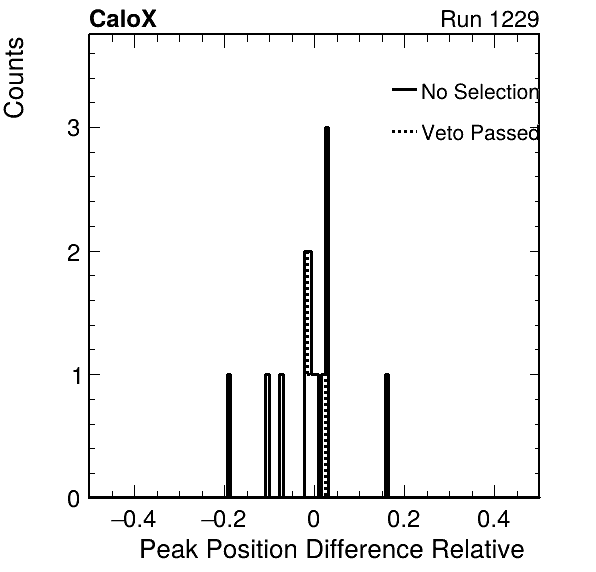 CaloX Run 1229
Counts
No Selection
Veto Passed
3
2
1
0
−0.4 −0.2 0 0.2 0.4
Peak Position Difference Relative